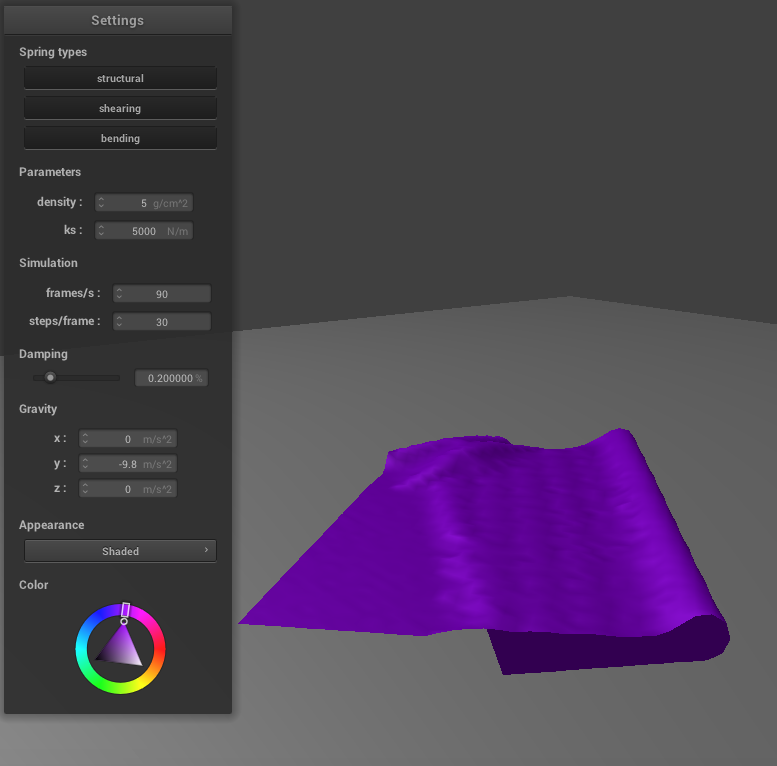 Settings
Spring types
structural
shearing
bending
Parameters
density : 5 g/cm^2
ks : 5000 N/m
Simulation
frames/s : 90
steps/frame : 30
Damping
0.200000 %
Gravity
x : 0 m/s^2
y : -9.8 m/s^2
z : 0 m/s^2
Appearance
Shaded
Color